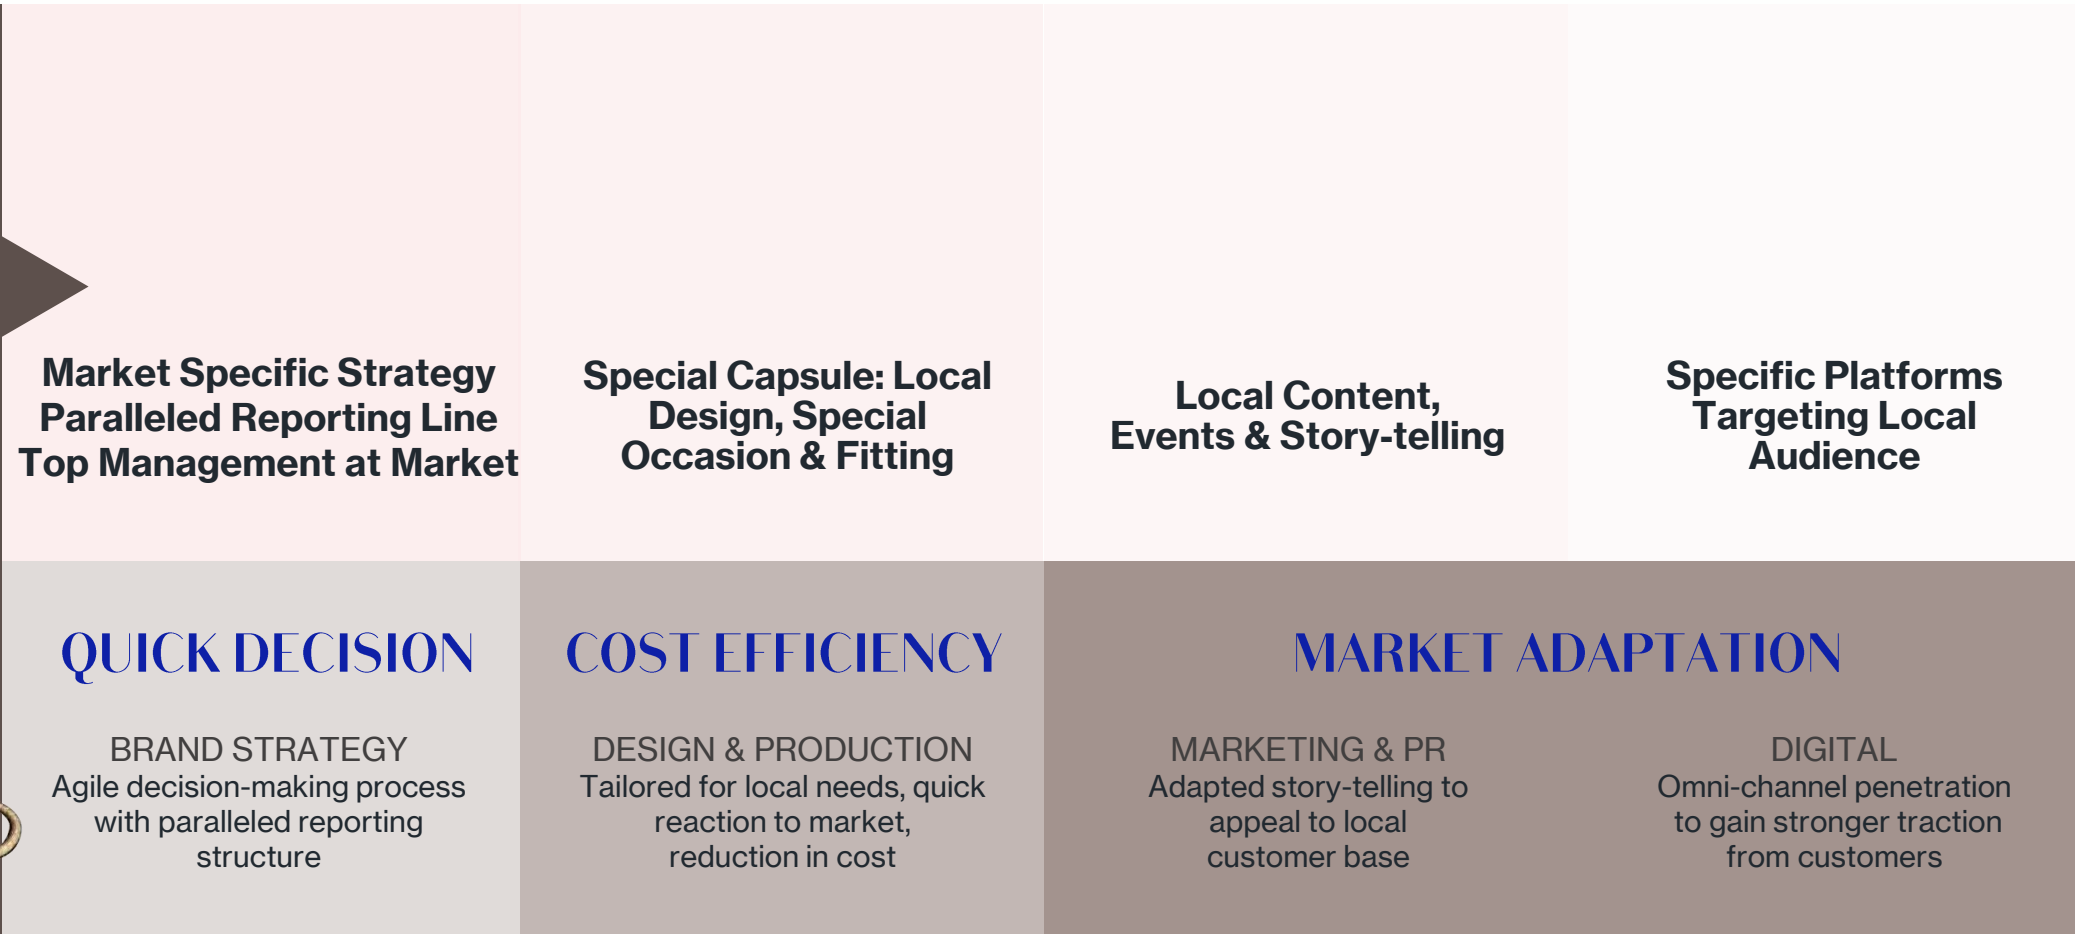 Market Specific Strategy
Paralleled Reporting Line
Top Management at Market
Special Capsule: Local
Design, Special
Occasion & Fitting
Local Content,
Events & Story-telling
Specific Platforms
Targeting Local
Audience
QUICK DECISION
COST EFFICIENCY
MARKET ADAPTATION
BRAND STRATEGY
Agile decision-making process
with paralleled reporting
structure
DESIGN & PRODUCTION
Tailored for local needs, quick
reaction to market,
reduction in cost
MARKETING & PR
Adapted story-telling to
appeal to local
customer base
DIGITAL
Omni-channel penetration
to gain stronger traction
from customers